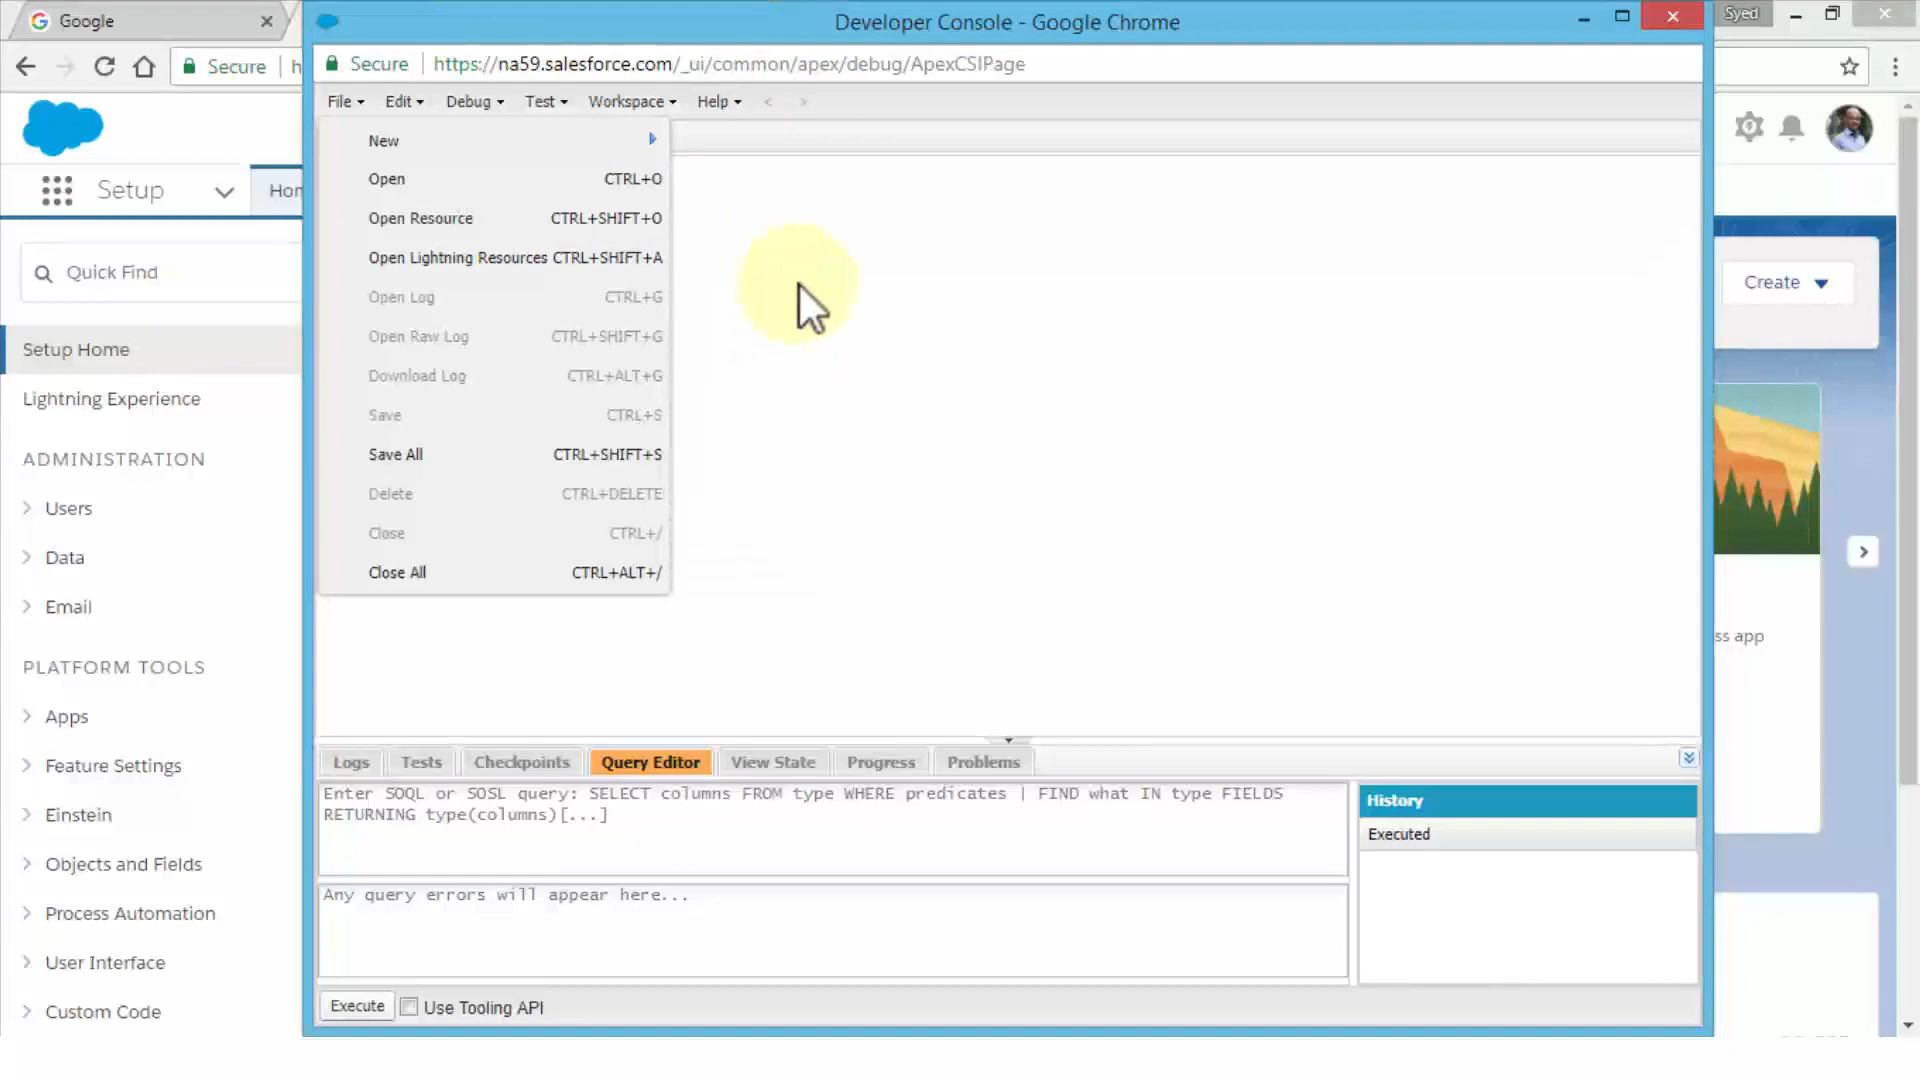 Google
Developer Console - Google Chrome
Syed
Secure
h
Secure
https://na59.salesforce.com/_ui/common/apex/debug/ApexCSIPage
File
Edit
Debug
Test
Workspace
Help
<
>
Setup
Hon
New
Open CTRL+O
Open Resource CTRL+SHIFT+O
Open Lightning Resources CTRL+SHIFT+A
Open Log CTRL+G
Open Raw Log CTRL+SHIFT+G
Download Log CTRL+ALT+G
Save CTRL+S
Save All CTRL+SHIFT+S
Delete CTRL+DELETE
Close CTRL+/
Close All CTRL+ALT+/
Quick Find
Setup Home
Lightning Experience
ADMINISTRATION
Users
Data
Email
PLATFORM TOOLS
Apps
Feature Settings
Einstein
Objects and Fields
Process Automation
User Interface
Custom Code
Create
ss app
Logs
Tests
Checkpoints
Query Editor
View State
Progress
Problems
Enter SOQL or SOSL query: SELECT columns FROM type WHERE predicates | FIND what IN type FIELDS
RETURNING type(columns)[...]
Any query errors will appear here...
History
Executed
Execute
Use Tooling API